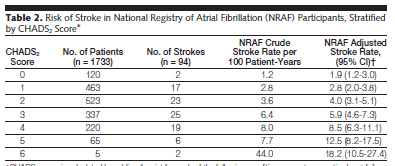 Table 2. Risk of Stroke in National Registry of Atrial Fibrillation (NRAF) Participants, Stratified
by CHADS₂ Score*
CHADS₂ Score No. of Patients (n = 1733) No. of Strokes (n = 94) NRAF Crude Stroke Rate per 100 Patient-Years NRAF Adjusted Stroke Rate, (95% CI)†
0 120 2 1.2 1.9 (1.2-3.0)
1 463 17 2.8 2.8 (2.0-3.8)
2 523 23 3.6 4.0 (3.1-5.1)
3 337 25 6.4 5.9 (4.6-7.3)
4 220 19 8.0 8.5 (6.3-11.1)
5 65 6 7.7 12.5 (8.2-17.5)
6 5 2 44.0 18.2 (10.5-27.4)